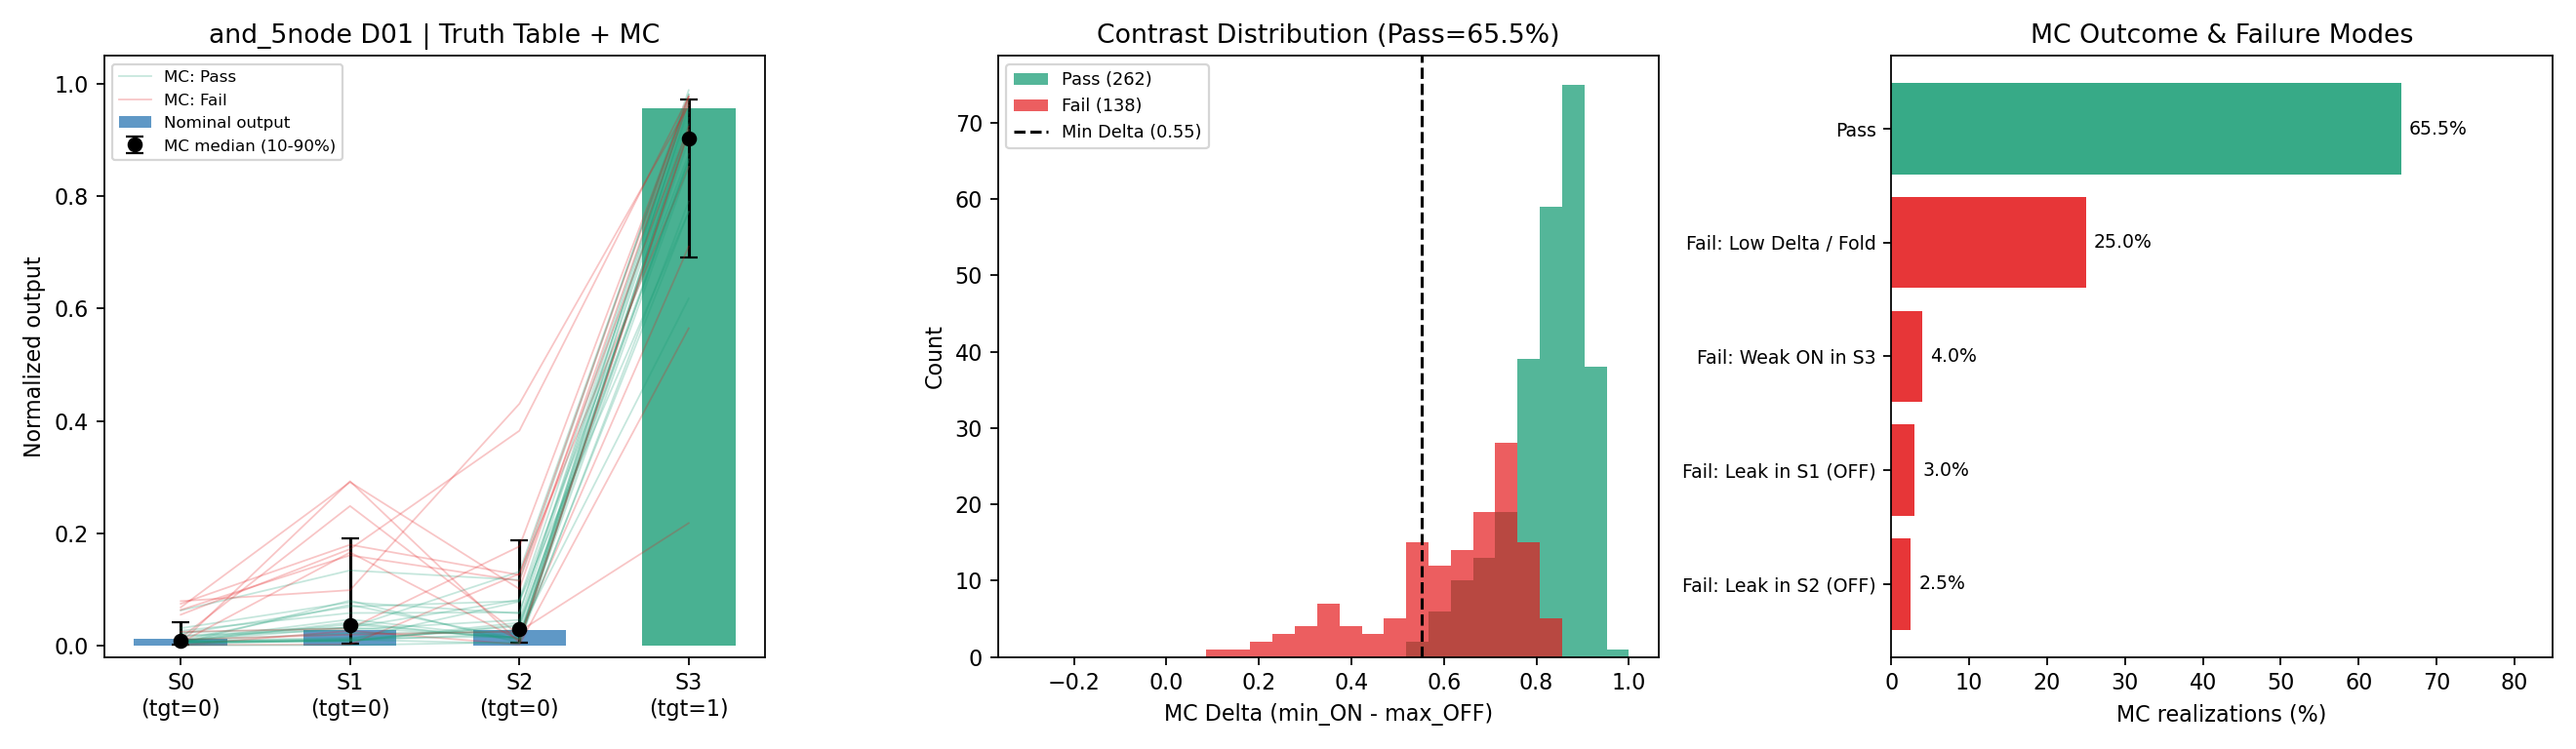 and_5node D01 | Truth Table + MC
MC: Pass
MC: Fail
Nominal output
MC median (10-90%)
Normalized output
1.0
0.8
0.6
0.4
0.2
0.0
S0
(tgt=0)
S1
(tgt=0)
S2
(tgt=0)
S3
(tgt=1)
Contrast Distribution (Pass=65.5%)
Pass (262)
Fail (138)
Min Delta (0.55)
Count
70
60
50
40
30
20
10
0
−0.2 0.0 0.2 0.4 0.6 0.8 1.0
MC Delta (min_ON - max_OFF)
MC Outcome & Failure Modes
Pass
65.5%
Fail: Low Delta / Fold
25.0%
Fail: Weak ON in S3
4.0%
Fail: Leak in S1 (OFF)
3.0%
Fail: Leak in S2 (OFF)
2.5%
0 10 20 30 40 50 60 70 80
MC realizations (%)